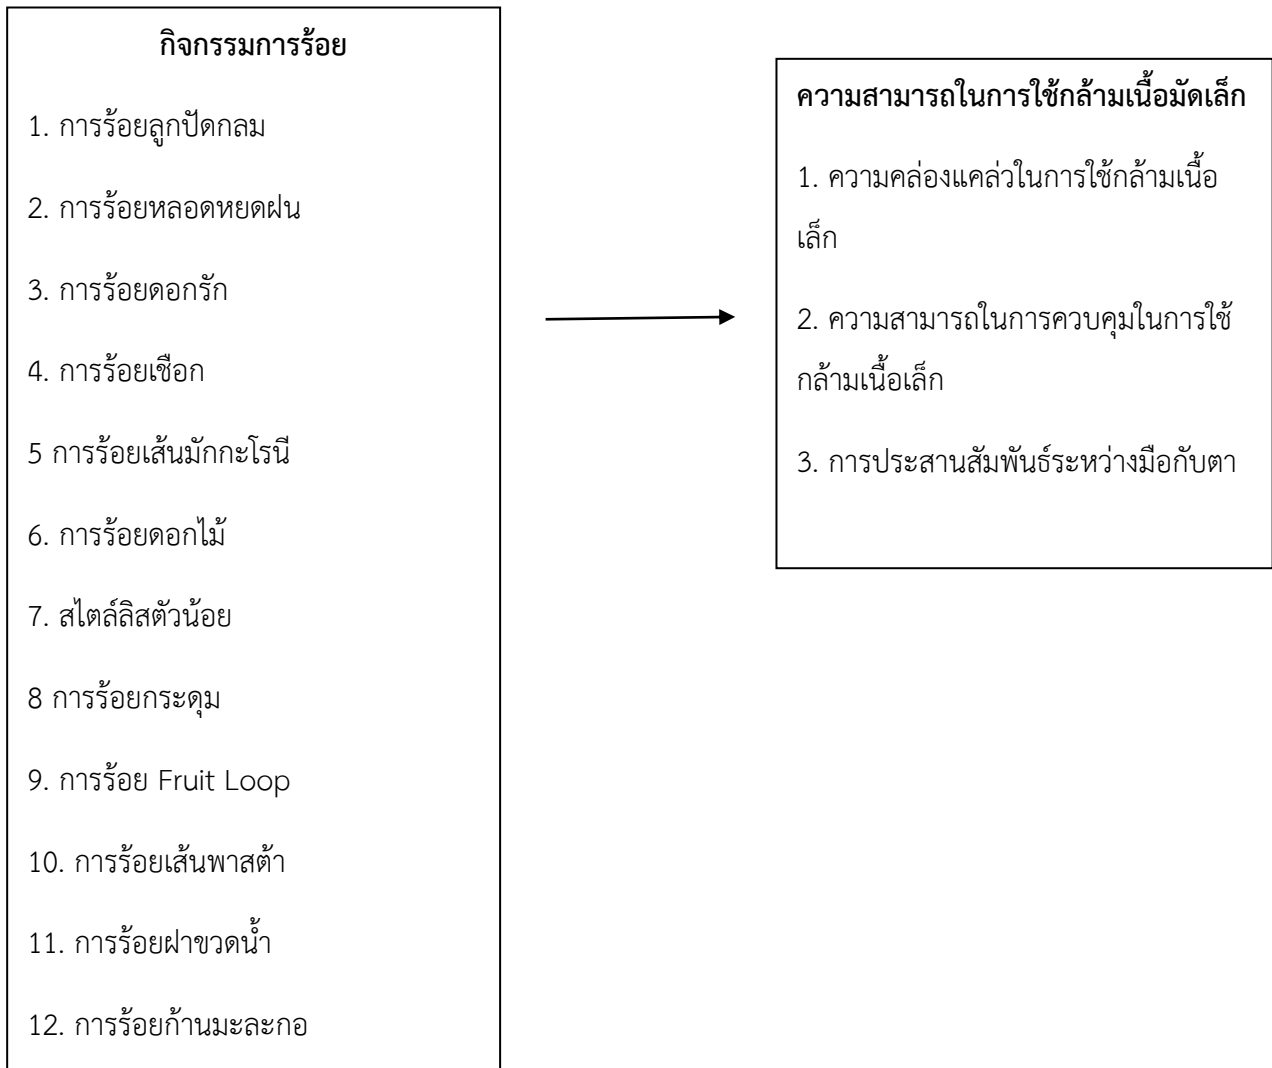 กิจกรรมการร้อย
1. การร้อยลูกปัดกลม
2. การร้อยหลอดหยดฝน
3. การร้อยดอกรัก
4. การร้อยเชือก
5 การร้อยเส้นมักกะโรนี
6. การร้อยดอกไม้
7. สไตล์ลิสตัวน้อย
8 การร้อยกระดุม
9. การร้อย Fruit Loop
10. การร้อยเส้นพาสต้า
11. การร้อยฝาขวดน้ำ
12. การร้อยก้านมะละกอ
ความสามารถในการใช้กล้ามเนื้อมัดเล็ก
1. ความคล่องแคล่วในการใช้กล้ามเนื้อ
เล็ก
2. ความสามารถในการควบคุมในการใช้
กล้ามเนื้อเล็ก
3. การประสานสัมพันธ์ระหว่างมือกับตา